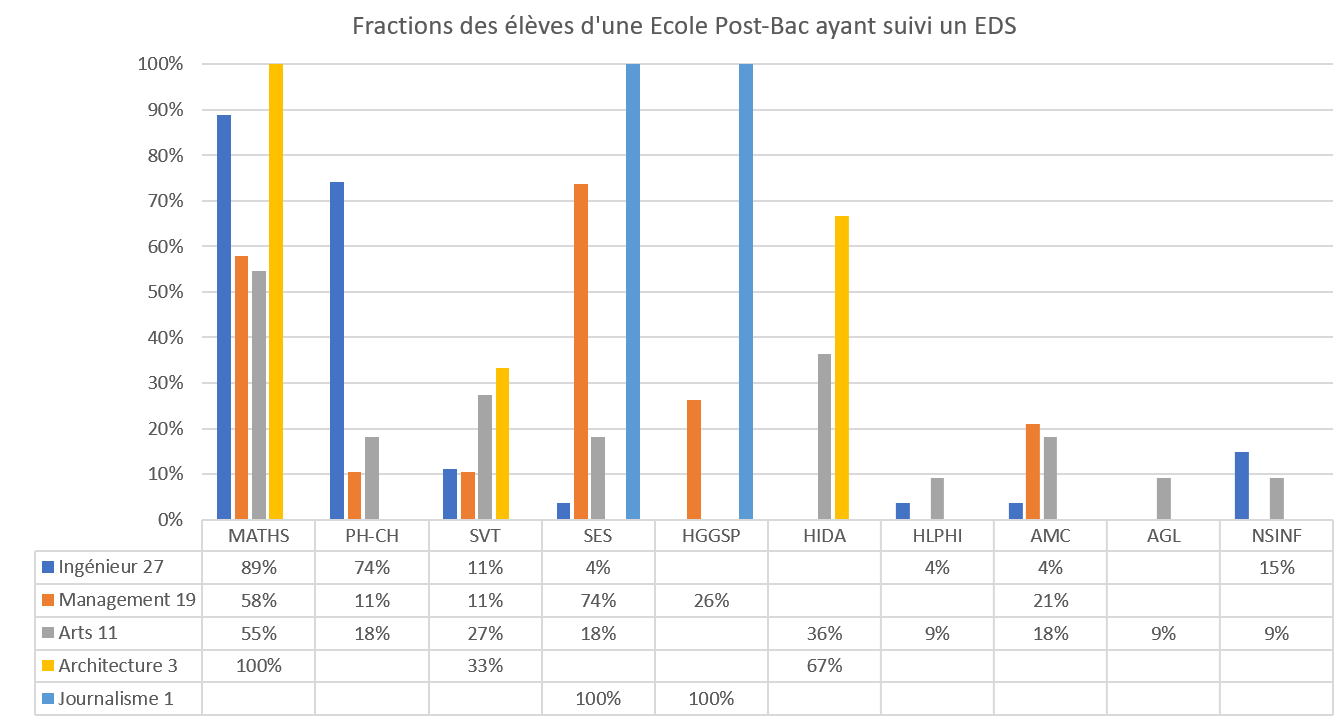 Fractions des élèves d'une Ecole Post-Bac ayant suivi un EDS
100%
90%
80%
70%
60%
50%
40%
30%
20%
10%
0%
MATHS PH-CH SVT SES HGGSP HIDA HLPHI AMC AGL NSINF
Ingénieur 27 89% 74% 11% 4% 4% 4% 15%
Management 19 58% 11% 11% 74% 26% 21%
Arts 11 55% 18% 27% 18% 36% 9% 18% 9% 9%
Architecture 3 100% 33% 67%
Journalisme 1 100% 100%